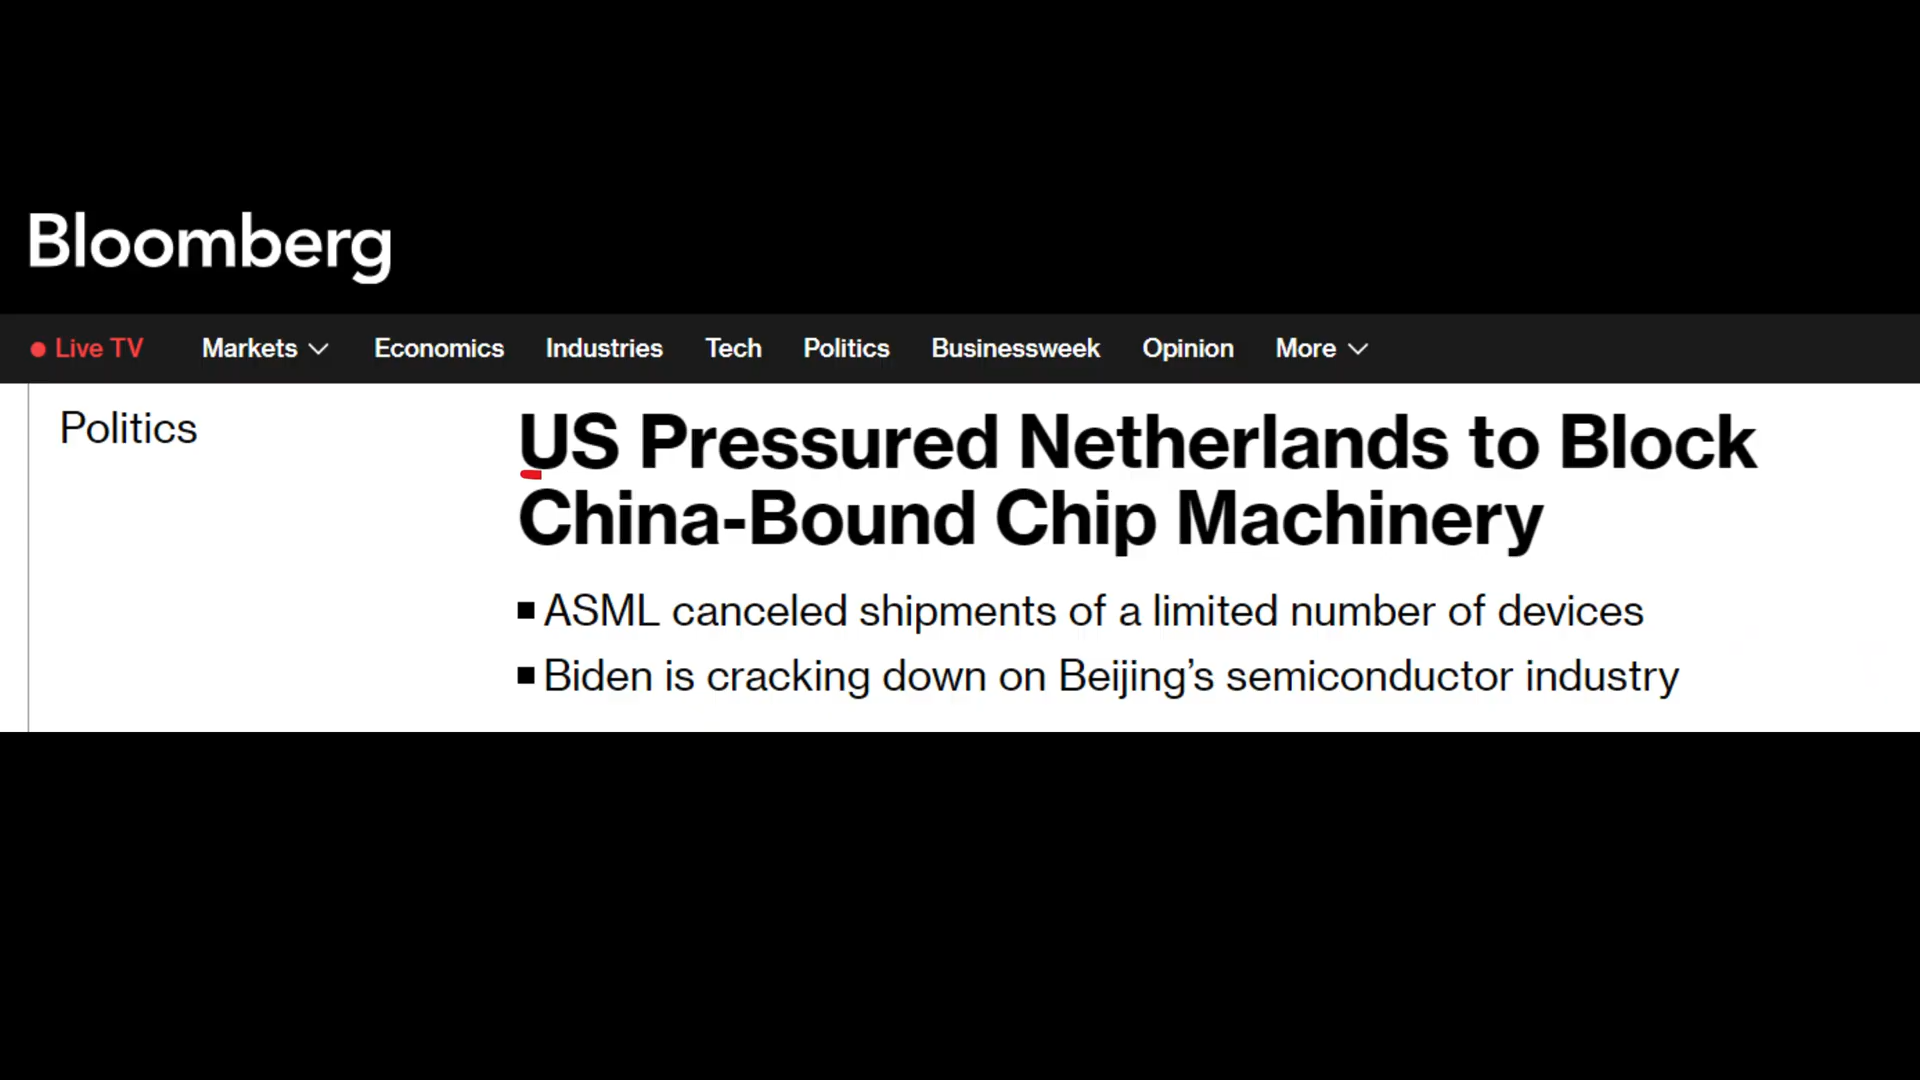 Bloomberg
Live TV Markets Economics Industries Tech Politics Businessweek Opinion More
Politics
US Pressured Netherlands to Block
China-Bound Chip Machinery
ASML canceled shipments of a limited number of devices
Biden is cracking down on Beijing’s semiconductor industry